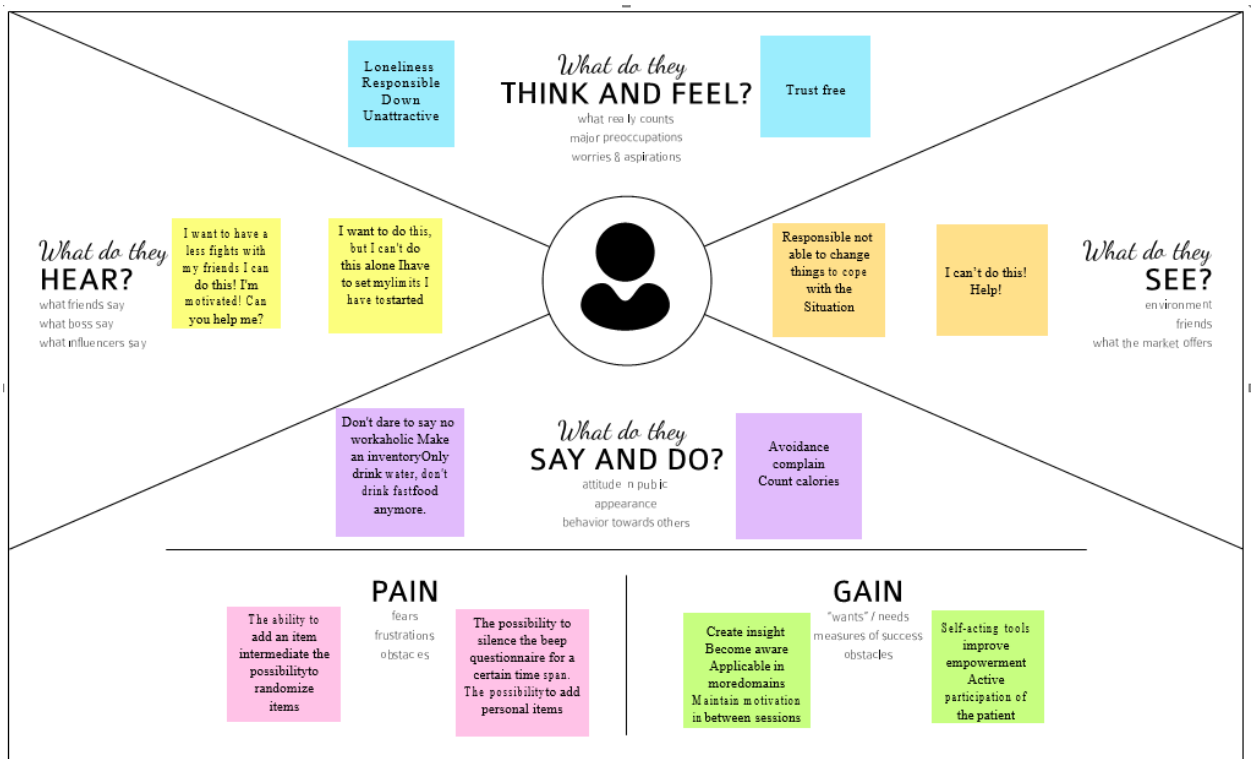 What do they
THINK AND FEEL?
what really counts
major preoccupations
worries & aspirations
Loneliness
Responsible
Down
Unattractive
Trust free
What do they
HEAR?
what friends say
what boss say
what influencers say
I want to have a
less fights with
my friends I can
do this! I'm
motivated! Can
you help me?
I want to do this,
but I can't do
this alone Ihave
to set mylimits I
have tostarted
Responsible not
able to change
things to cope
with the
Situation
I can't do this!
Help!
What do they
SEE?
environment
friends
what the market offers
Don't dare to say no
workaholic Make
an inventoryOnly
drink water, don't
drink fastfood
anymore.
What do they
SAY AND DO?
attitude n pub ic
appearance
behavior towards others
Avoidance
complain
Count calories
PAIN
fears
frustrations
obstac es
The ability to
add an item
intermediate the
possibilityto
randomize
items
The possibility to
silence the beep
questionnaire for a
certain time span.
The possibility to add
personal items
GAIN
"wants" / needs
measures of success
obstacles
Create insight
Become aware
Applicable in
moredomains
Maintain motivation
in between sessions
Self-acting tools
improve
empowerment
Active
participation of
the patient